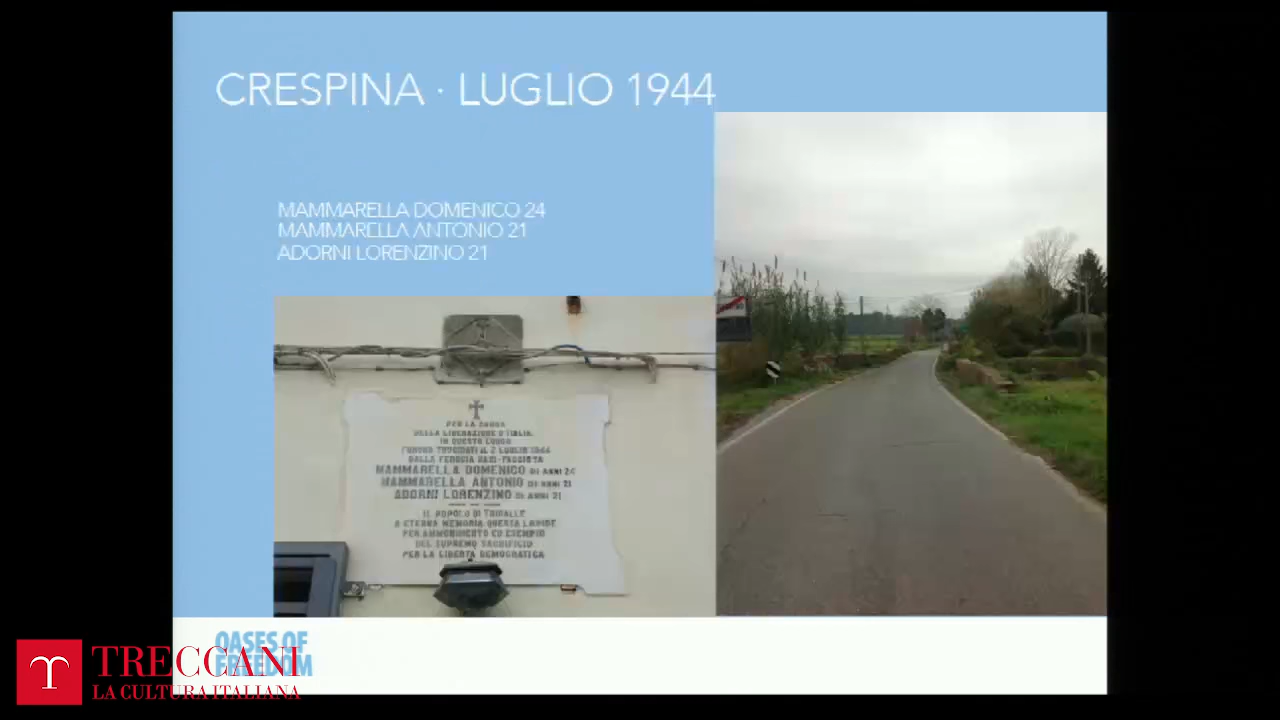 CRESPINA · LUGLIO 1944
MAMMARELLA DOMENICO 24
MAMMARELLA ANTONIO 21
ADORNI LORENZINO 21
PER LA CAUSA
DELLA LIBERAZIONE D'ITALIA
IN QUESTO LUOGO
FURONO TRUCIDATI IL 2 LUGLIO 1944
DALLA FEROCIA NAZI-FASCISTA
MAMMARELLA DOMENICO DI ANNI 24
MAMMARELLA ANTONIO DI ANNI 21
ADORNI LORENZINO DI ANNI 21
IL POPOLO DI
A ETERNA MEMORIA QUESTA LAPIDE
PER AMMONIMENTO ED ESEMPIO
DEL SUPREMO SACRIFICIO
PER LA LIBERTA DEMOCRATICA
OASES OF
FREEDOM
TRECCANI
LA CULTURA ITALIANA